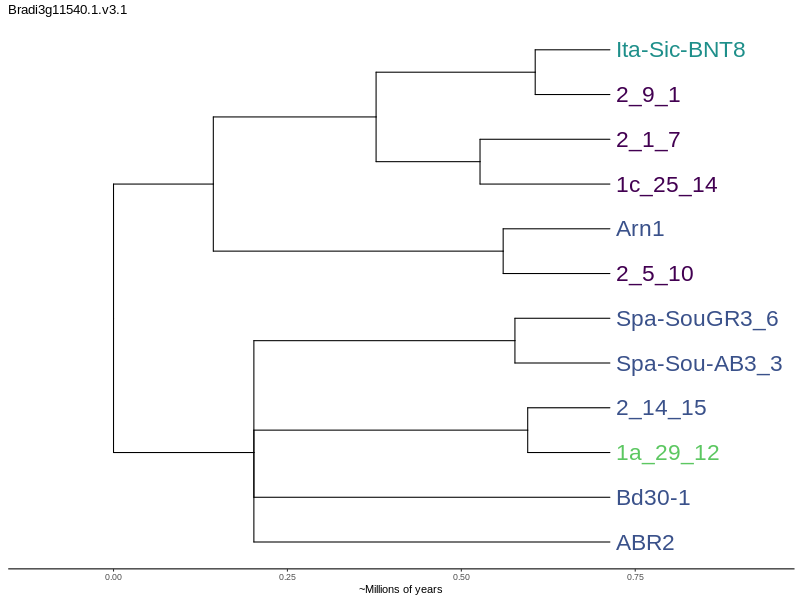 Bradi3g11540.1.v3.1
Ita-Sic-BNT8
2_9_1
2_1_7
1c_25_14
Arn1
2_5_10
Spa-SouGR3_6
Spa-Sou-AB3_3
2_14_15
1a_29_12
Bd30-1
ABR2
0.00 0.25 0.50 0.75
~Millions of years